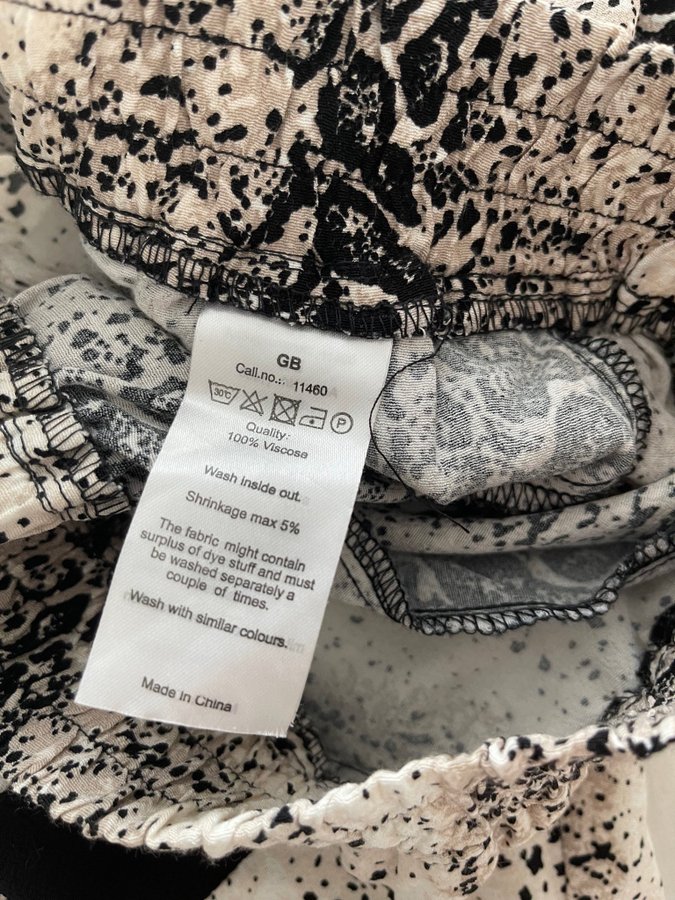 GB
Call.no.: 11460
30°C
P
Quality:
100% Viscose
Wash inside out.
Shrinkage max 5%
The fabric might contain
surplus of dye stuff and must
be washed separately a
couple of times.
Wash with similar colours.
Made in China